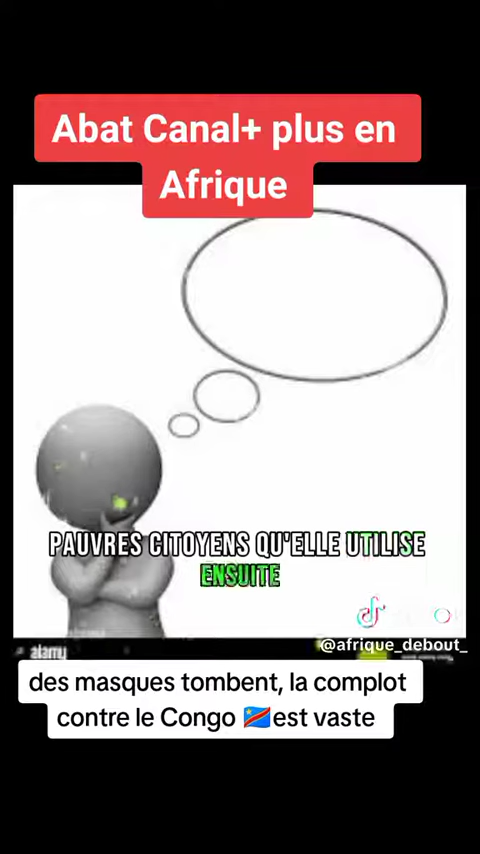 Abat Canal+ plus en
Afrique
PAUVRES CITOYENS QU'ELLE UTILISE
ENSUITE
@afrique_debout_
alamy
des masques tombent, la complot
contre le Congo 🇨🇩est vaste